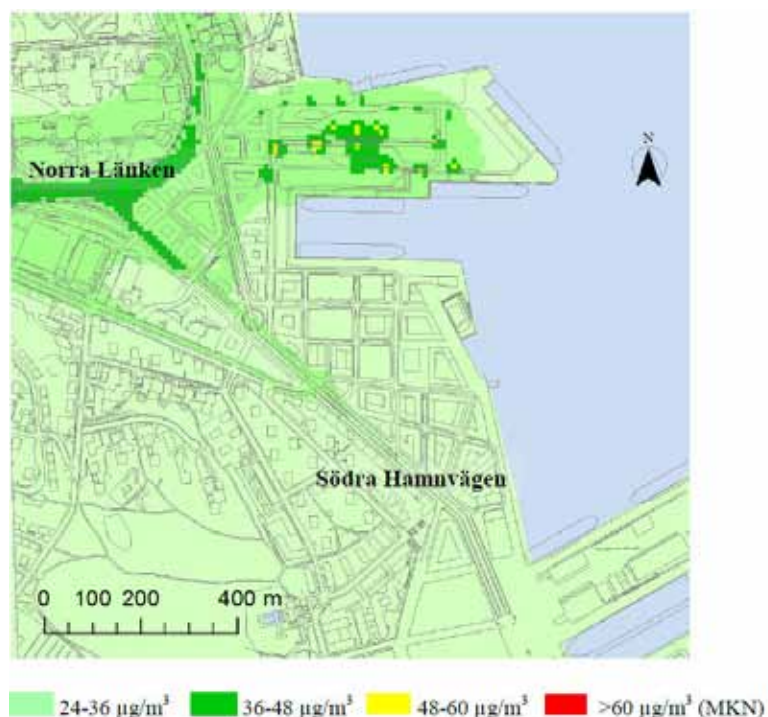 N
Norra Länken
Södra Hamnvägen
0 100 200 400 m
24-36 µg/m³ 36-48 µg/m³ 48-60 µg/m³ >60 µg/m³ (MKN)